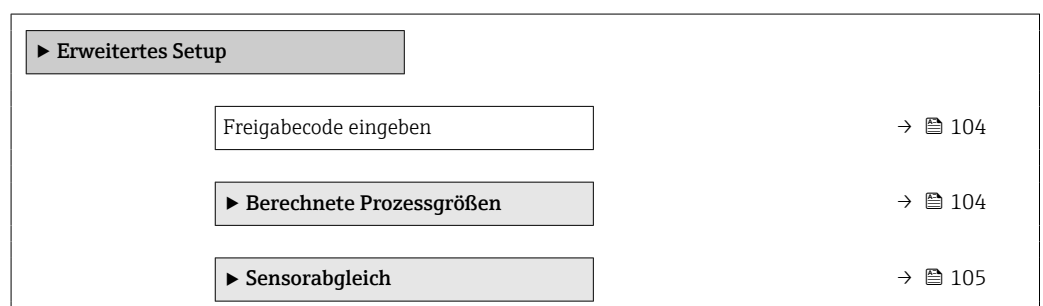 ▶ Erweitertes Setup
Freigabecode eingeben → 104
▶ Berechnete Prozessgrößen → 104
▶ Sensorabgleich → 105